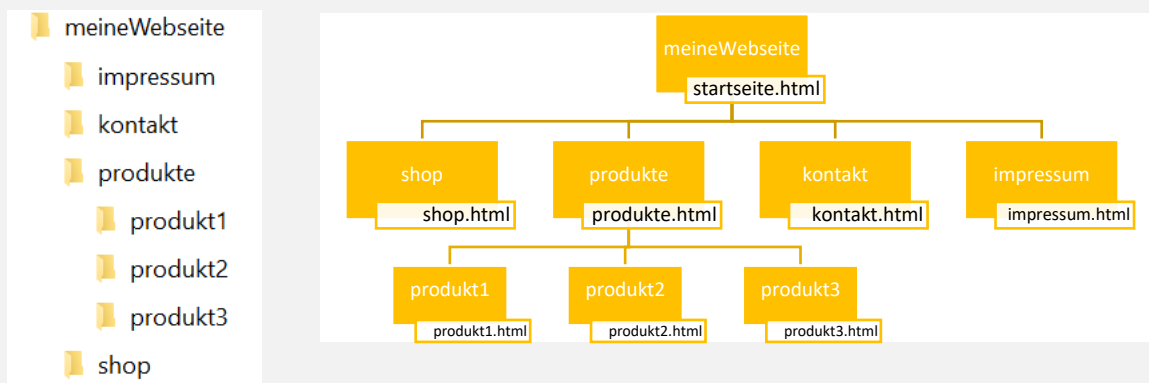 meineWebseite
impressum
kontakt
produkte
produkt1
produkt2
produkt3
shop
meineWebseite
startseite.html
shop
shop.html
produkte
produkte.html
kontakt
kontakt.html
impressum
impressum.html
produkt1
produkt1.html
produkt2
produkt2.html
produkt3
produkt3.html